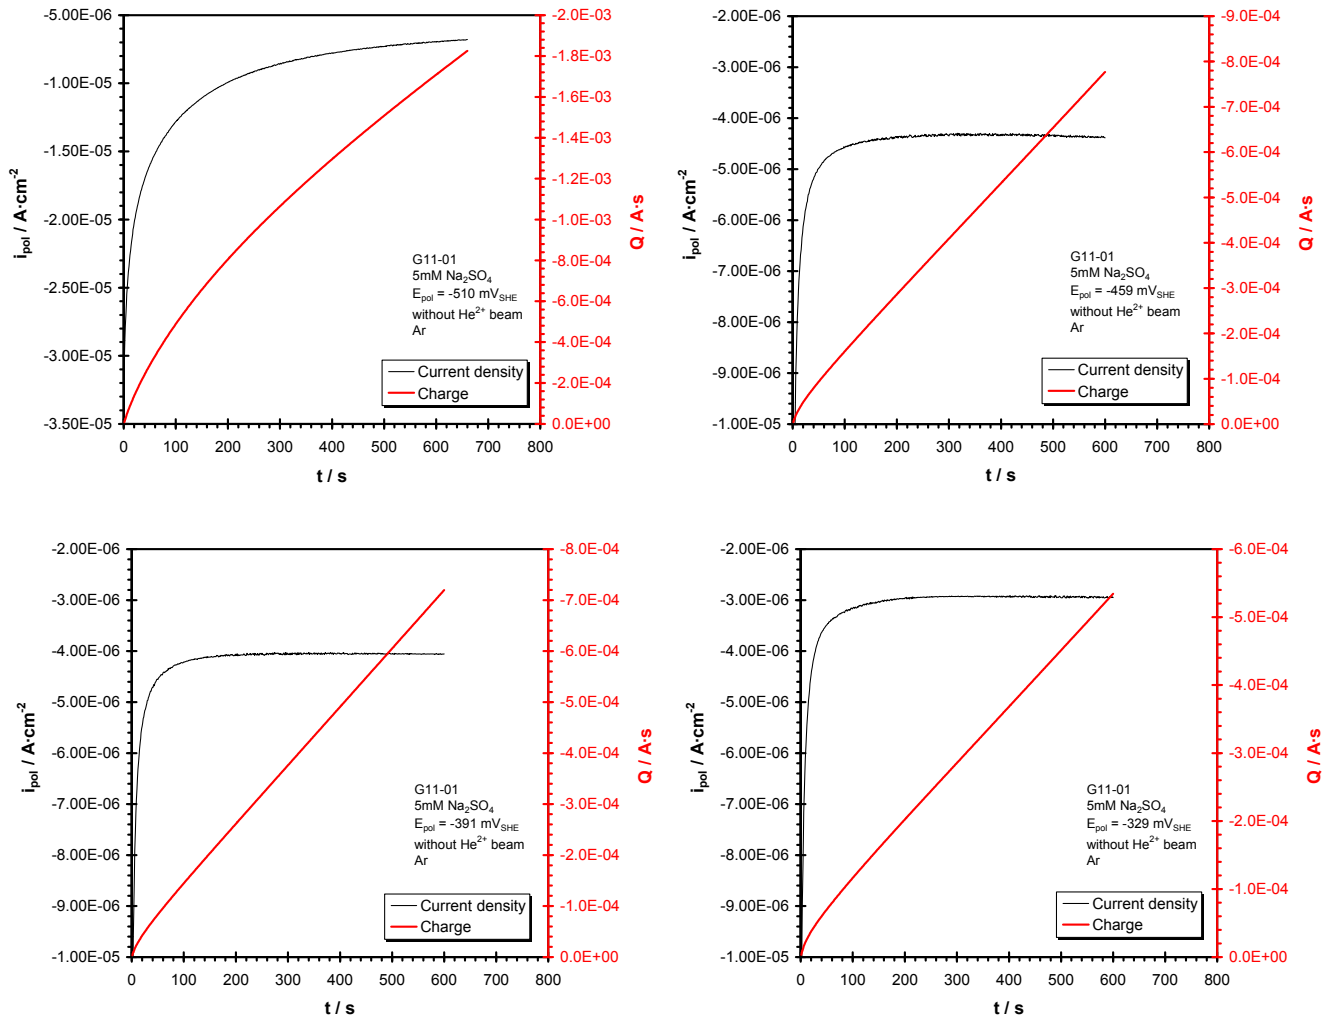 -5.00E-06
-1.00E-05
-1.50E-05
-2.00E-05
-2.50E-05
-3.00E-05
-3.50E-05
i_pol / A·cm⁻²
-2.0E-03
-1.8E-03
-1.6E-03
-1.4E-03
-1.2E-03
-1.0E-03
-8.0E-04
-6.0E-04
-4.0E-04
-2.0E-04
0.0E+00
Q / A·s
G11-01
5mM Na₂SO₄
E_pol = -510 mV_SHE
without He²⁺ beam
Ar
Current density
Charge
0 100 200 300 400 500 600 700 800
t / s
-2.00E-06
-3.00E-06
-4.00E-06
-5.00E-06
-6.00E-06
-7.00E-06
-8.00E-06
-9.00E-06
-1.00E-05
i_pol / A·cm⁻²
-9.0E-04
-8.0E-04
-7.0E-04
-6.0E-04
-5.0E-04
-4.0E-04
-3.0E-04
-2.0E-04
-1.0E-04
0.0E+00
Q / A·s
G11-01
5mM Na₂SO₄
E_pol = -459 mV_SHE
without He²⁺ beam
Ar
Current density
Charge
0 100 200 300 400 500 600 700 800
t / s
-2.00E-06
-3.00E-06
-4.00E-06
-5.00E-06
-6.00E-06
-7.00E-06
-8.00E-06
-9.00E-06
-1.00E-05
i_pol / A·cm⁻²
-8.0E-04
-7.0E-04
-6.0E-04
-5.0E-04
-4.0E-04
-3.0E-04
-2.0E-04
-1.0E-04
0.0E+00
Q / A·s
G11-01
5mM Na₂SO₄
E_pol = -391 mV_SHE
without He²⁺ beam
Ar
Current density
Charge
0 100 200 300 400 500 600 700 800
t / s
-2.00E-06
-3.00E-06
-4.00E-06
-5.00E-06
-6.00E-06
-7.00E-06
-8.00E-06
-9.00E-06
-1.00E-05
i_pol / A·cm⁻²
-6.0E-04
-5.0E-04
-4.0E-04
-3.0E-04
-2.0E-04
-1.0E-04
0.0E+00
Q / A·s
G11-01
5mM Na₂SO₄
E_pol = -329 mV_SHE
without He²⁺ beam
Ar
Current density
Charge
0 100 200 300 400 500 600 700 800
t / s